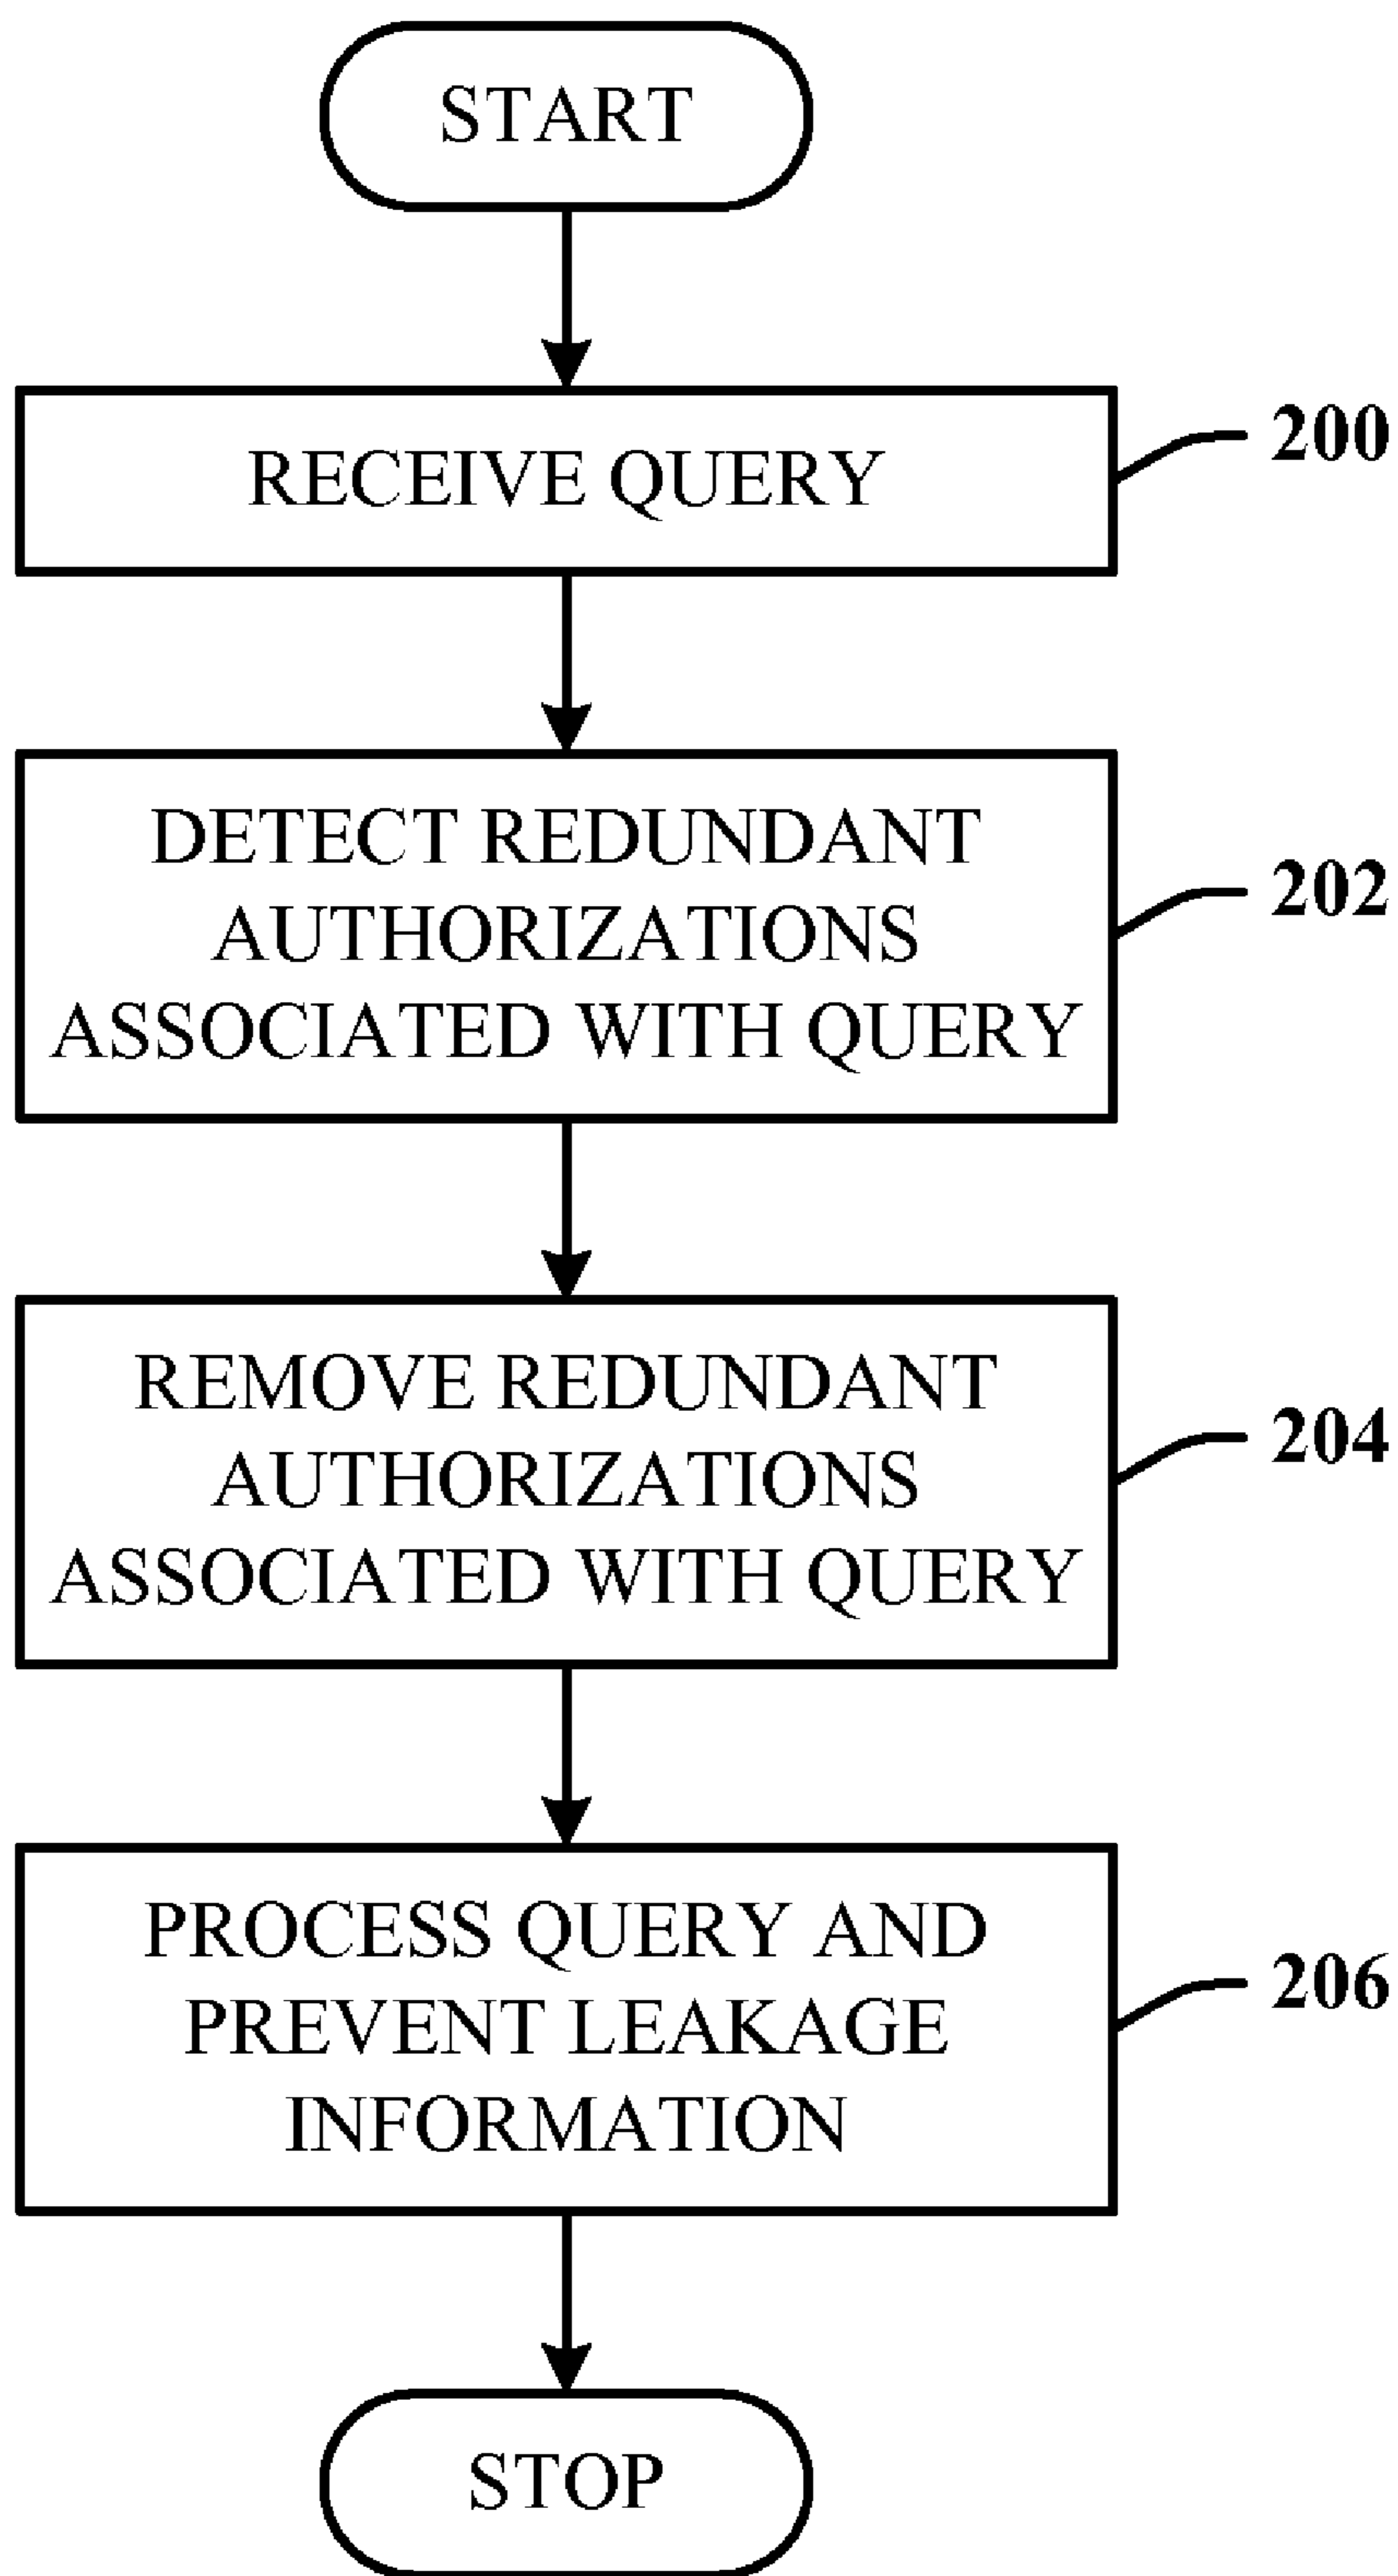 START
RECEIVE QUERY
200
DETECT REDUNDANT
AUTHORIZATIONS
ASSOCIATED WITH QUERY
202
REMOVE REDUNDANT
AUTHORIZATIONS
ASSOCIATED WITH QUERY
204
PROCESS QUERY AND
PREVENT LEAKAGE
INFORMATION
206
STOP